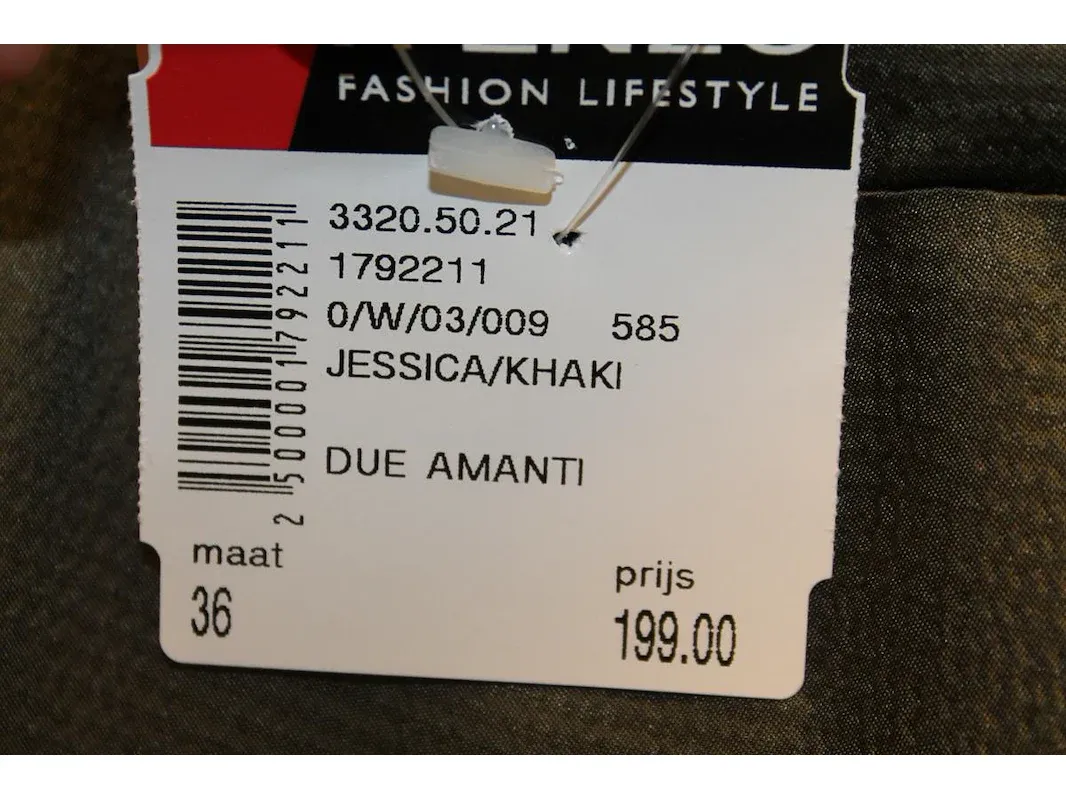 FASHION LIFESTYLE
3320.50.21
1792211
0/W/03/009 585
JESSICA/KHAKI
DUE AMANTI
2500001792211
maat
36
prijs
199.00